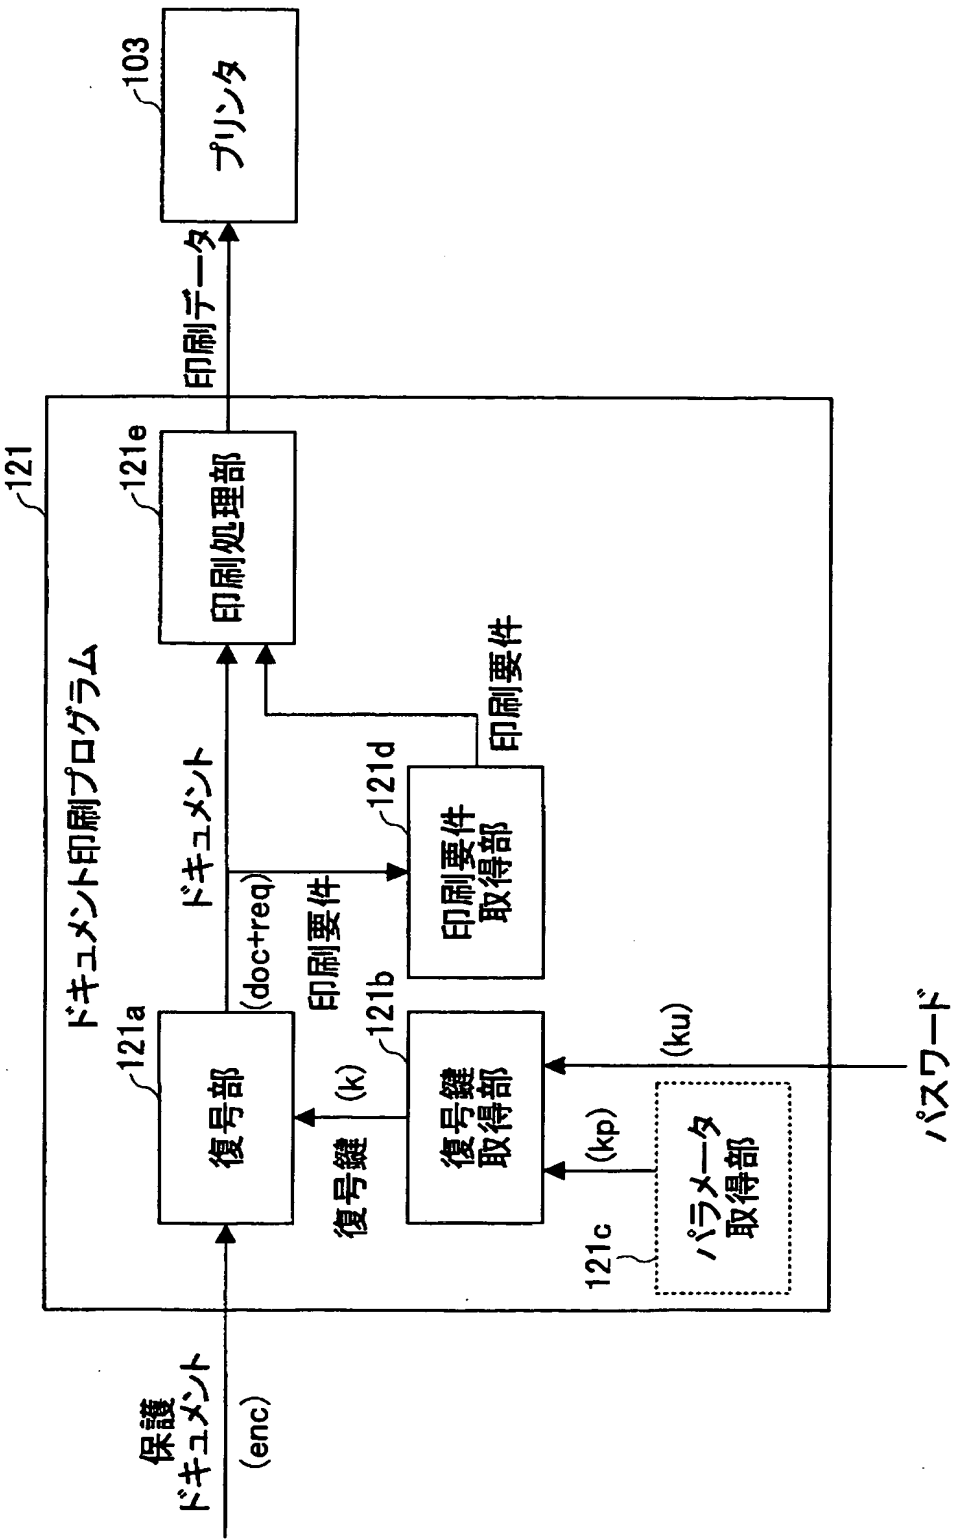 121
ドキュメント印刷プログラム
保護
ドキュメント
(enc)
121a
復号部
復号鍵
(k)
121b
復号鍵
取得部
(kp)
(ku)
121c
パラメータ
取得部
パスワード
ドキュメント
(doc+req)
印刷要件
121d
印刷要件
取得部
印刷要件
121e
印刷処理部
印刷データ
103
プリンタ